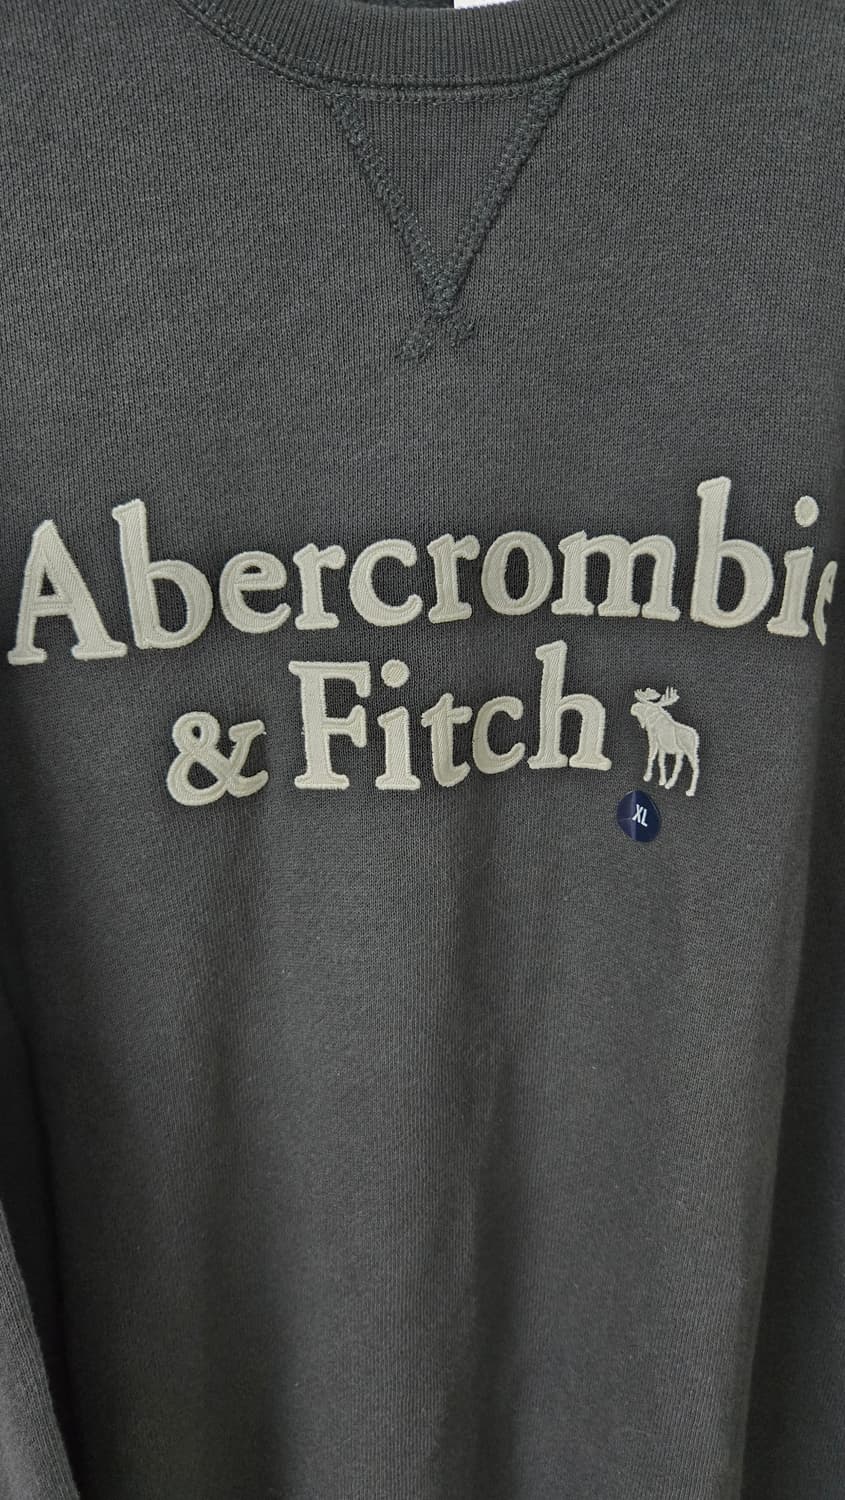 Abercrombie
& Fitch
XL